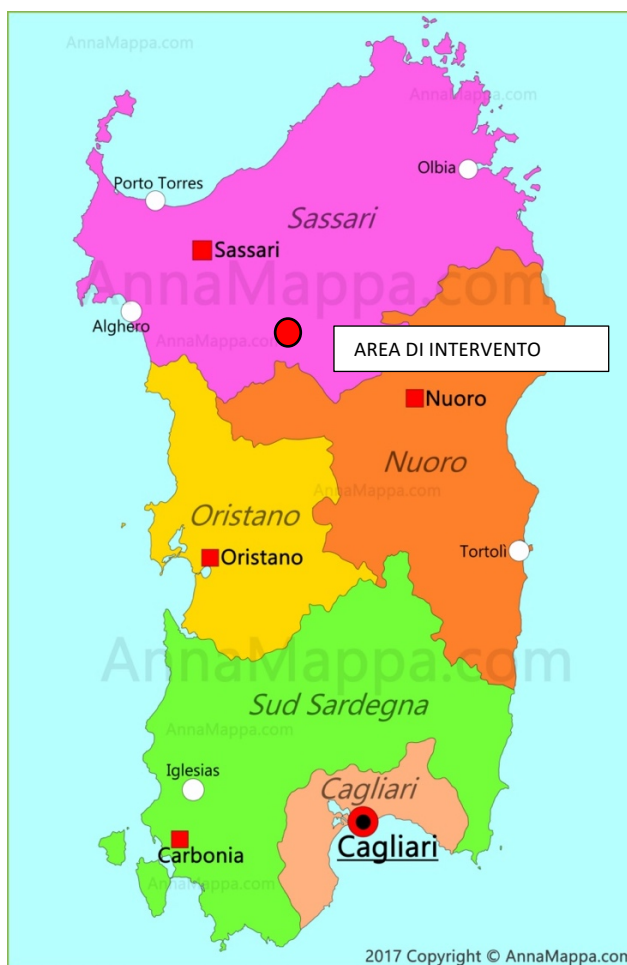 AnnaMappa.com
AnnaMappa.com
Olbia
Porto Torres
Sassari
Sassari
AnnaMappa.com
Alghero
AnnaMappa.com
AREA DI INTERVENTO
Nuoro
Nuoro
AnnaMappa.com
Oristano
Oristano
Tortolì
AnnaMappa.com
Sud Sardegna
AnnaMappa.com
Iglesias
Cagliari
Cagliari
Carbonia
AnnaMappa.com
2017 Copyright © AnnaMappa.com